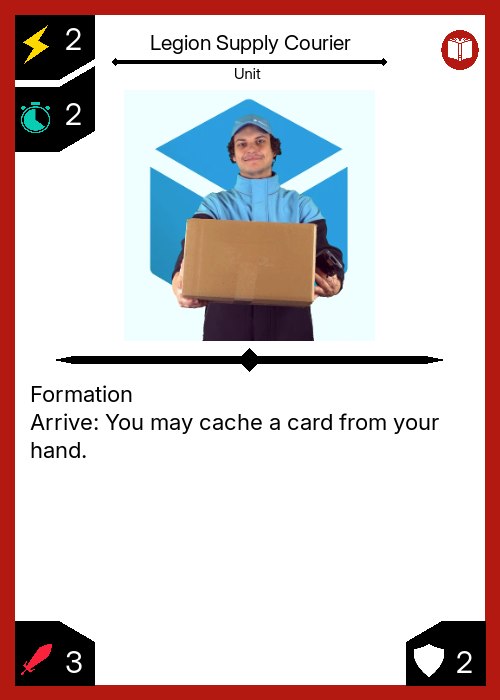 2
Legion Supply Courier
Unit
2
Formation
Arrive: You may cache a card from your
hand.
3
2